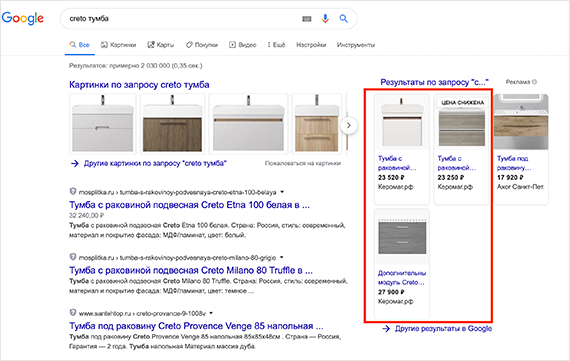 Google
creto тумба
Все
Картинки
Карты
Покупки
Видео
Ещё
Настройки
Инструменты
Результатов: примерно 2 030 000 (0,35 сек.)
Картинки по запросу creto тумба
Другие картинки по запросу "creto тумба"
Пожаловаться на картинки
mosplitka.ru › tumba-s-rakovinoy-podvesnaya-creto-etna-100-belaya
Тумба с раковиной подвесная Creto Etna 100 белая в ...
32 240,00 ₽
Тумба с раковиной подвесная Creto Etna 100 белая. Страна: Россия, стиль: современный,
материал и покрытие фасада: МДФ/ламинат, цвет: белый.
mosplitka.ru › tumba-s-rakovinoy-podvesnaya-creto-milano-80-grigio
Тумба с раковиной подвесная Creto Milano 80 Truffle в ...
Тумба с раковиной подвесная Creto Milano 80 Truffle. Страна: Россия, стиль: современный,
материал и покрытие фасада: МДФ/ламинат, цвет: темное ...
www.santehtop.ru › creto-provance-9-1008v
Тумба под раковину Creto Provence Venge 85 напольная ...
Тумба под раковину Creto Provence Venge 85 напольная 85x85x48см . Страна — Россия,
Гарантия — 2 года. Тумба напольная Материал массив дуба.
Результаты по запросу "c..."
Реклама
ЦЕНА СНИЖЕНА
Тумба с
раковиной...
23 520 ₽
Керомаг.рф
Тумба с
раковиной...
23 250 ₽
Керомаг.рф
Тумба под
раковину...
17 920 ₽
Аког Санкт-Пет.
Дополнительны
модуль Creto...
27 900 ₽
Керомаг.рф
Другие результаты в Google